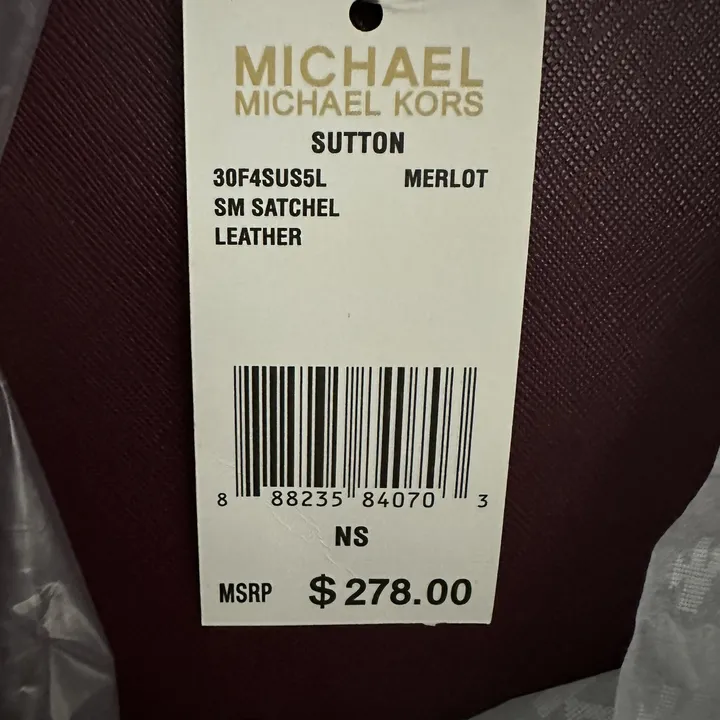 MICHAEL
MICHAEL KORS
SUTTON
30F4SUS5L MERLOT
SM SATCHEL
LEATHER
8 88235 84070 3
NS
MSRP $278.00